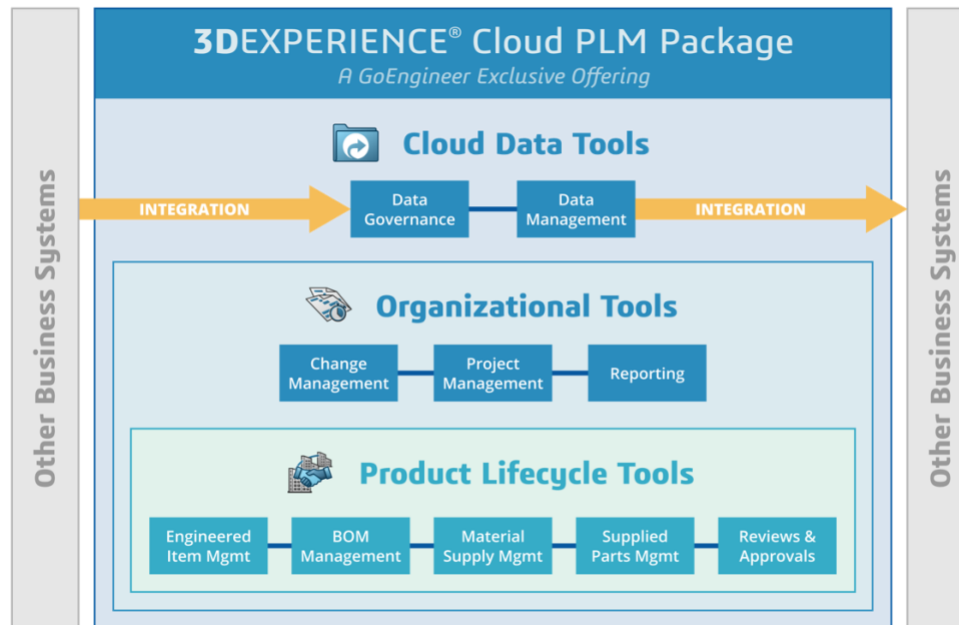 3DEXPERIENCE® Cloud PLM Package
A GoEngineer Exclusive Offering
Other Business Systems
Cloud Data Tools
INTEGRATION
Data
Governance
Data
Management
INTEGRATION
Organizational Tools
Change
Management
Project
Management
Reporting
Product Lifecycle Tools
Engineered
Item Mgmt
BOM
Management
Material
Supply Mgmt
Supplied
Parts Mgmt
Reviews &
Approvals
Other Business Systems